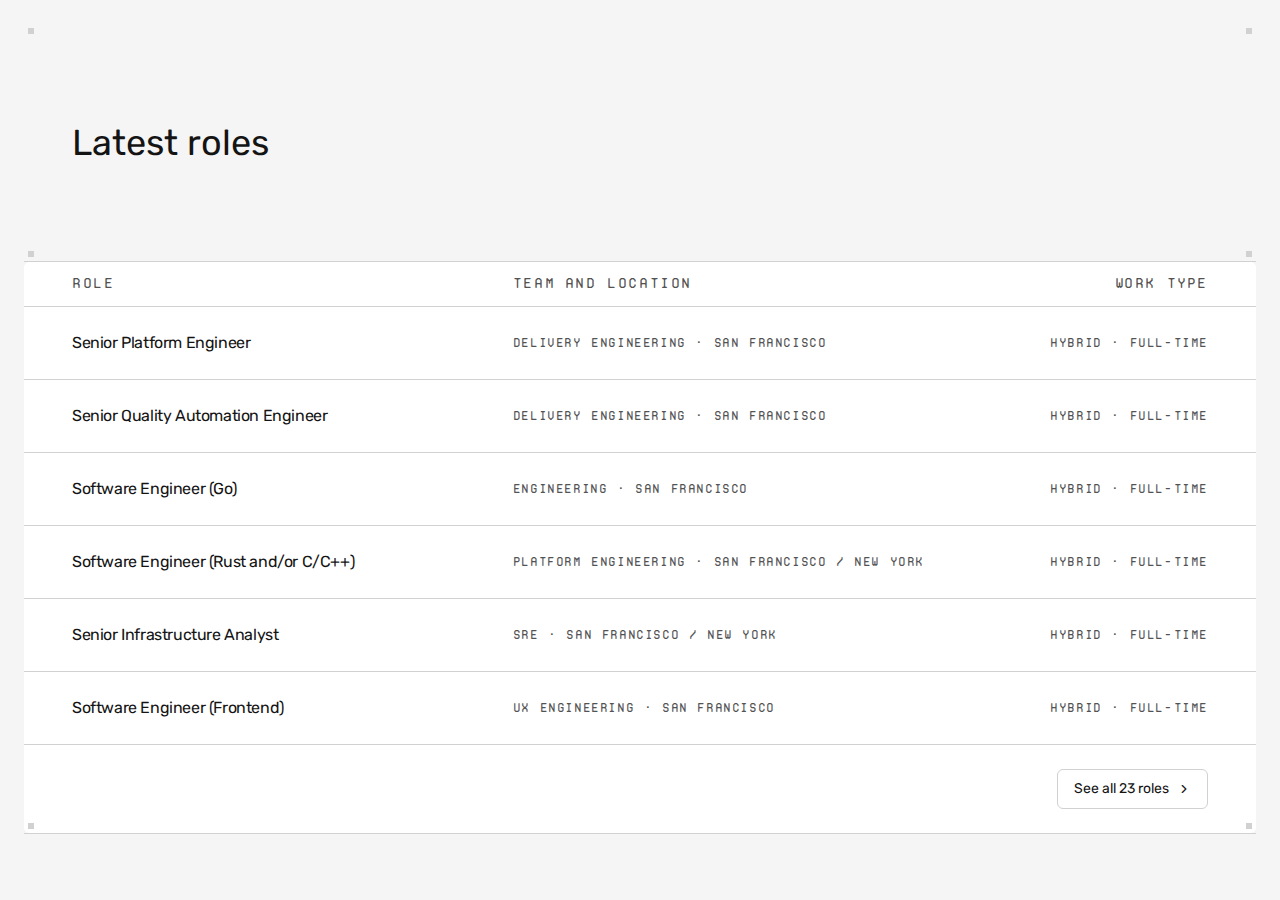 Latest roles
ROLE TEAM AND LOCATION WORK TYPE
Senior Platform Engineer DELIVERY ENGINEERING · SAN FRANCISCO HYBRID · FULL-TIME
Senior Quality Automation Engineer DELIVERY ENGINEERING · SAN FRANCISCO HYBRID · FULL-TIME
Software Engineer (Go) ENGINEERING · SAN FRANCISCO HYBRID · FULL-TIME
Software Engineer (Rust and/or C/C++) PLATFORM ENGINEERING · SAN FRANCISCO / NEW YORK HYBRID · FULL-TIME
Senior Infrastructure Analyst SRE · SAN FRANCISCO / NEW YORK HYBRID · FULL-TIME
Software Engineer (Frontend) UX ENGINEERING · SAN FRANCISCO HYBRID · FULL-TIME
See all 23 roles